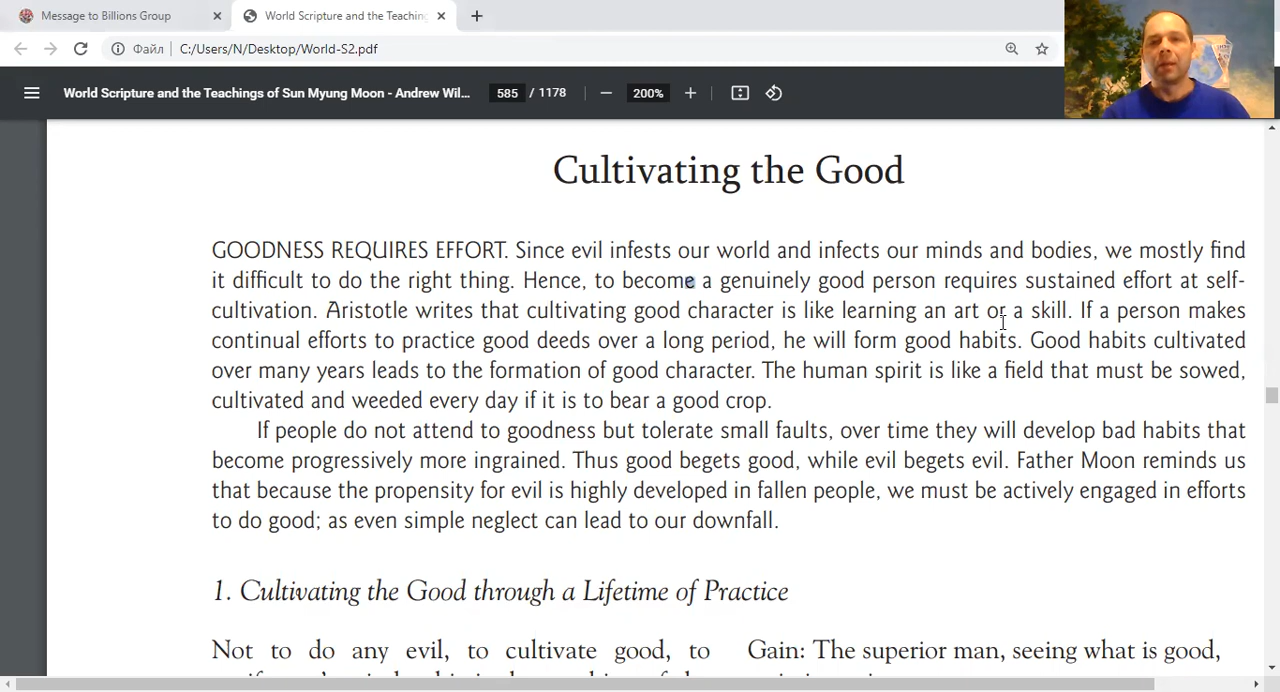 Message to Billions Group
World Scripture and the Teachin
Файл
C:/Users/N/Desktop/World-S2.pdf
World Scripture and the Teachings of Sun Myung Moon - Andrew Wil...
585 / 1178
200%
Cultivating the Good
GOODNESS REQUIRES EFFORT. Since evil infests our world and infects our minds and bodies, we mostly find
it difficult to do the right thing. Hence, to become a genuinely good person requires sustained effort at self-
cultivation. Aristotle writes that cultivating good character is like learning an art or a skill. If a person makes
continual efforts to practice good deeds over a long period, he will form good habits. Good habits cultivated
over many years leads to the formation of good character. The human spirit is like a field that must be sowed,
cultivated and weeded every day if it is to bear a good crop.
If people do not attend to goodness but tolerate small faults, over time they will develop bad habits that
become progressively more ingrained. Thus good begets good, while evil begets evil. Father Moon reminds us
that because the propensity for evil is highly developed in fallen people, we must be actively engaged in efforts
to do good; as even simple neglect can lead to our downfall.
1. Cultivating the Good through a Lifetime of Practice
Not to do any evil, to cultivate good, to
Gain: The superior man, seeing what is good,